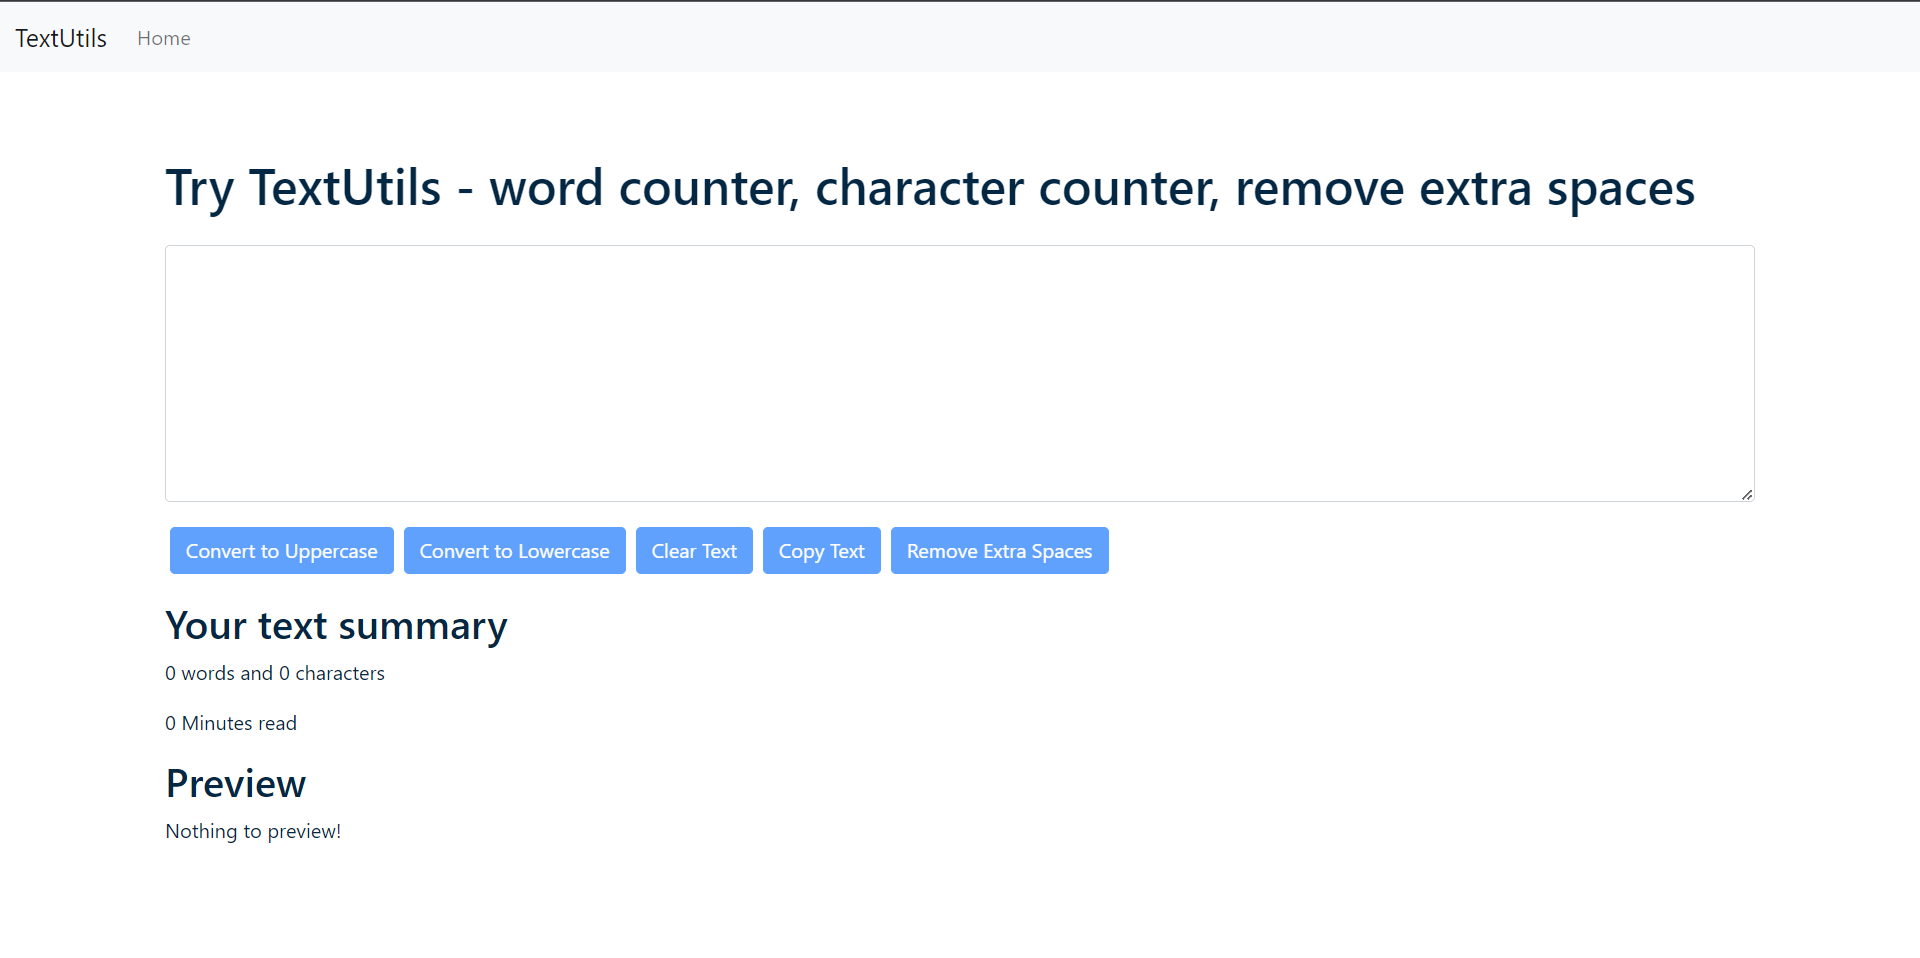 TextUtils Home
Try TextUtils - word counter, character counter, remove extra spaces
Convert to Uppercase Convert to Lowercase Clear Text Copy Text Remove Extra Spaces
Your text summary
0 words and 0 characters
0 Minutes read
Preview
Nothing to preview!